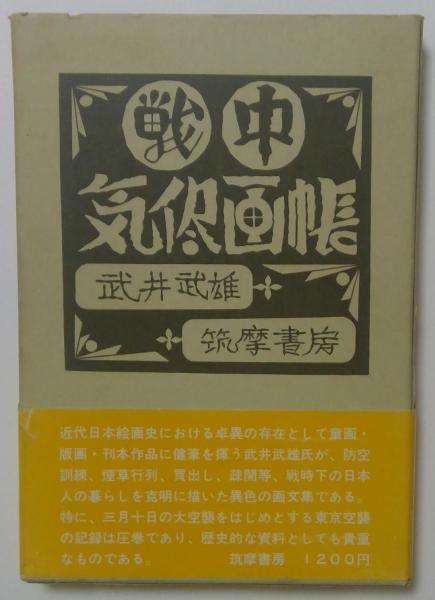 戦中
気侭画帳
武井武雄
筑摩書房
近代日本絵画史における卓異の存在として童画・
版画・刊本作品に健筆を揮う武井武雄氏が、防空
訓練、煙草行列、買出し、疎開等、戦時下の日本
人の暮らしを克明に描いた異色の画文集である。
特に、三月十日の大空襲をはじめとする東京空襲
の記録は圧巻であり、歴史的な資料としても貴重
なものである。 筑摩書房 1200円